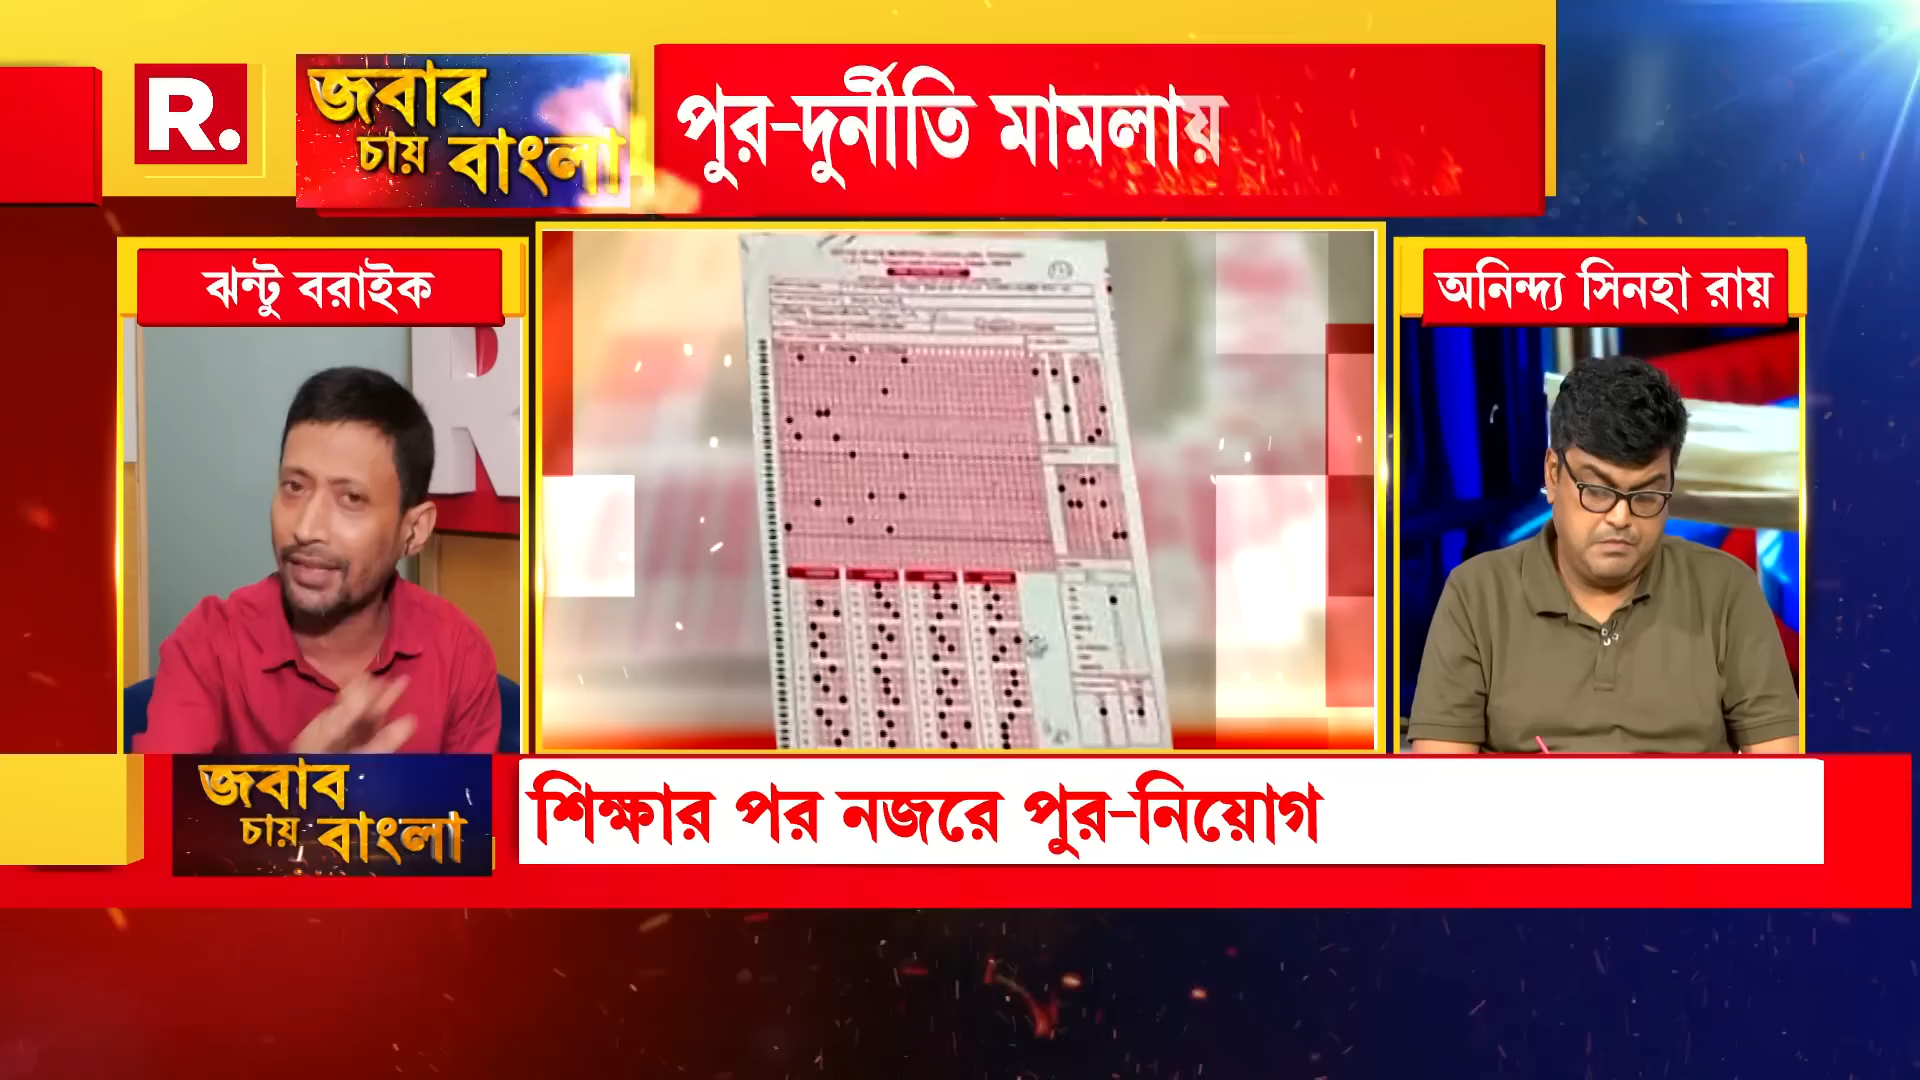 R.
জবাব
চায় বাংলা
পুর-দুর্নীতি মামলায়
ঝন্টু বরাইক
অনিন্দ্য সিনহা রায়
জবাব
চায় বাংলা
শিক্ষার পর নজরে পুর-নিয়োগ